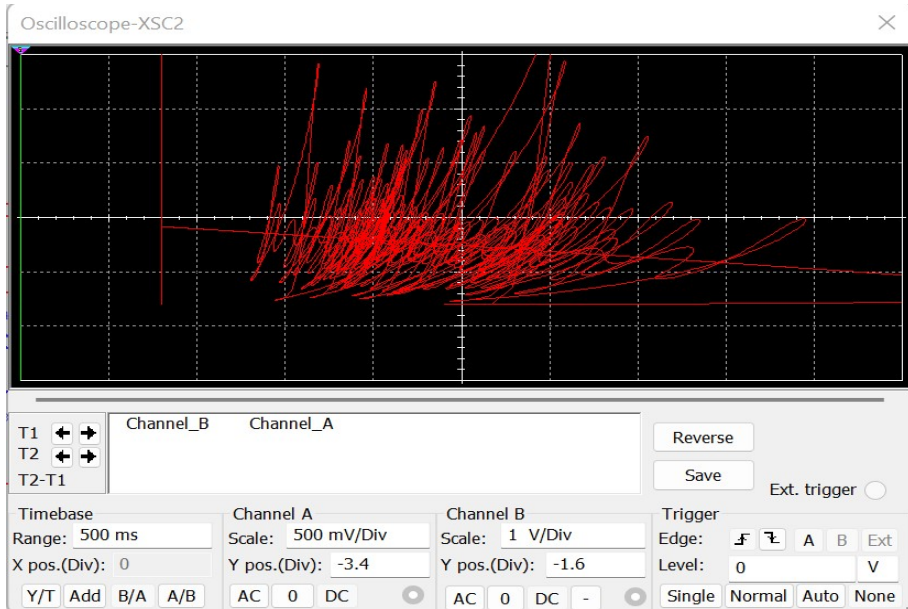 Oscilloscope-XSC2
T1
T2
T2-T1
Channel_B Channel_A
Reverse
Save
Ext. trigger
Timebase
Range: 500 ms
X pos.(Div): 0
Y/T Add B/A A/B
Channel A
Scale: 500 mV/Div
Y pos.(Div): -3.4
AC 0 DC
Channel B
Scale: 1 V/Div
Y pos.(Div): -1.6
AC 0 DC -
Trigger
Edge: A B Ext
Level: 0 V
Single Normal Auto None